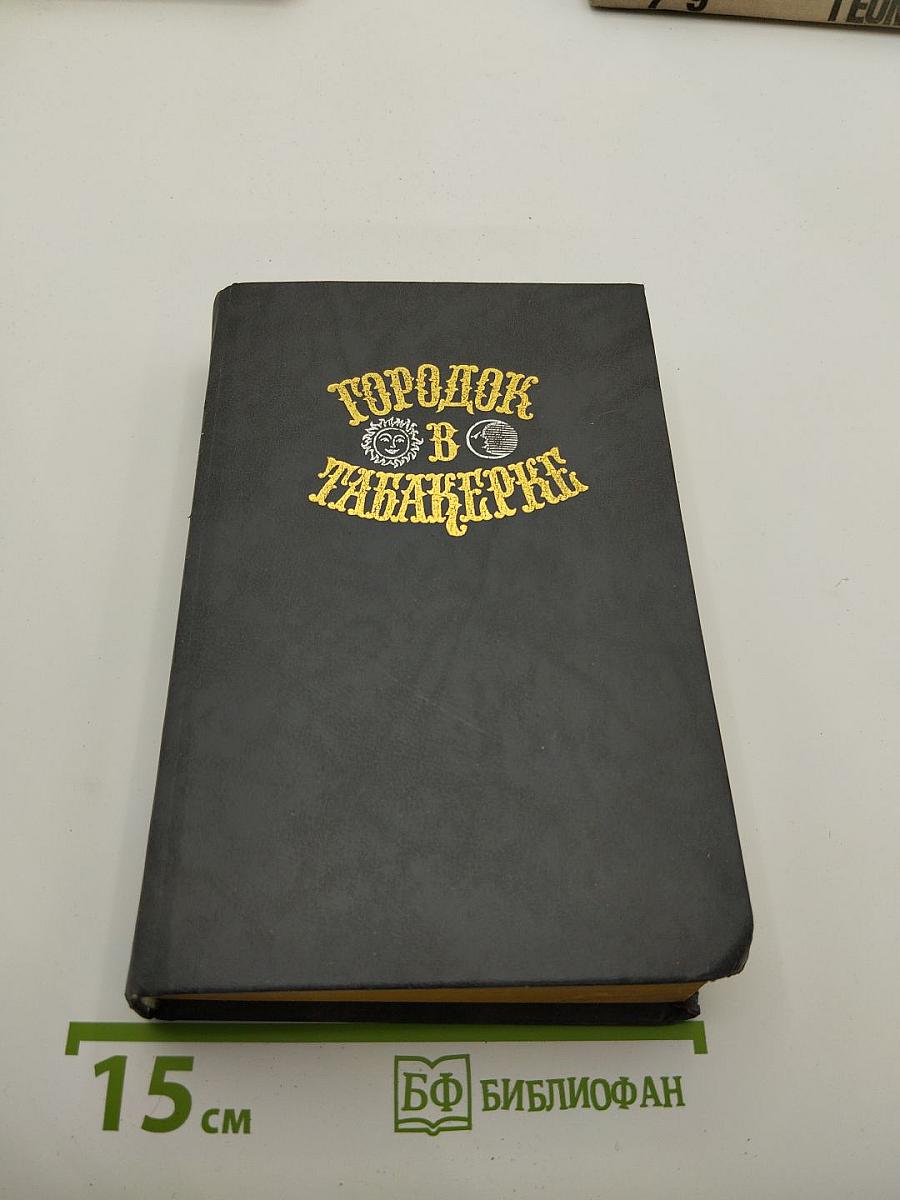 ГОРОДОК
В
ТАБАКЕРКЕ
15 см
БФ БИБЛИОФАН